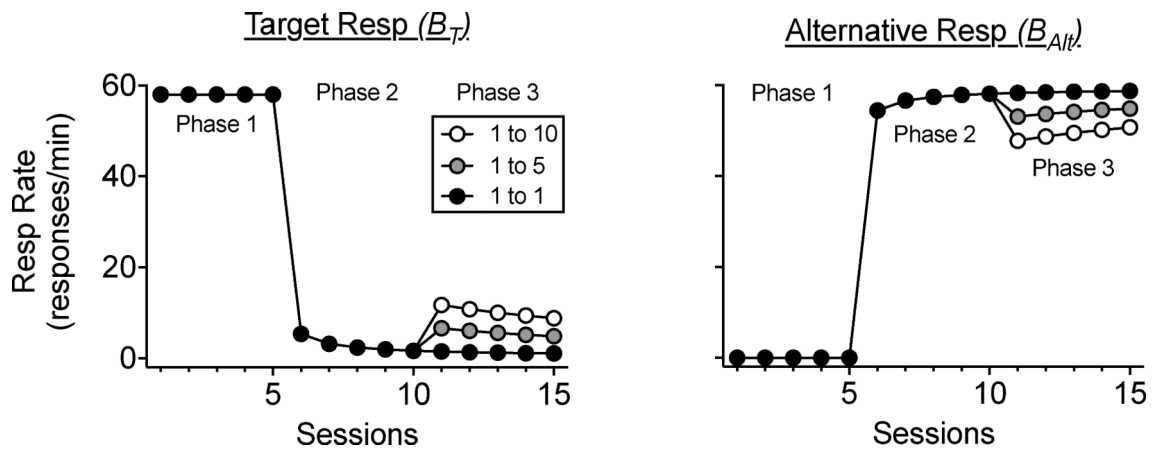 Target Resp (B_T)
Resp Rate
(responses/min)
60
40
20
0
Phase 1
Phase 2
Phase 3
1 to 10
1 to 5
1 to 1
5
10
15
Sessions
Alternative Resp (B_Alt)
Phase 1
Phase 2
Phase 3
5
10
15
Sessions